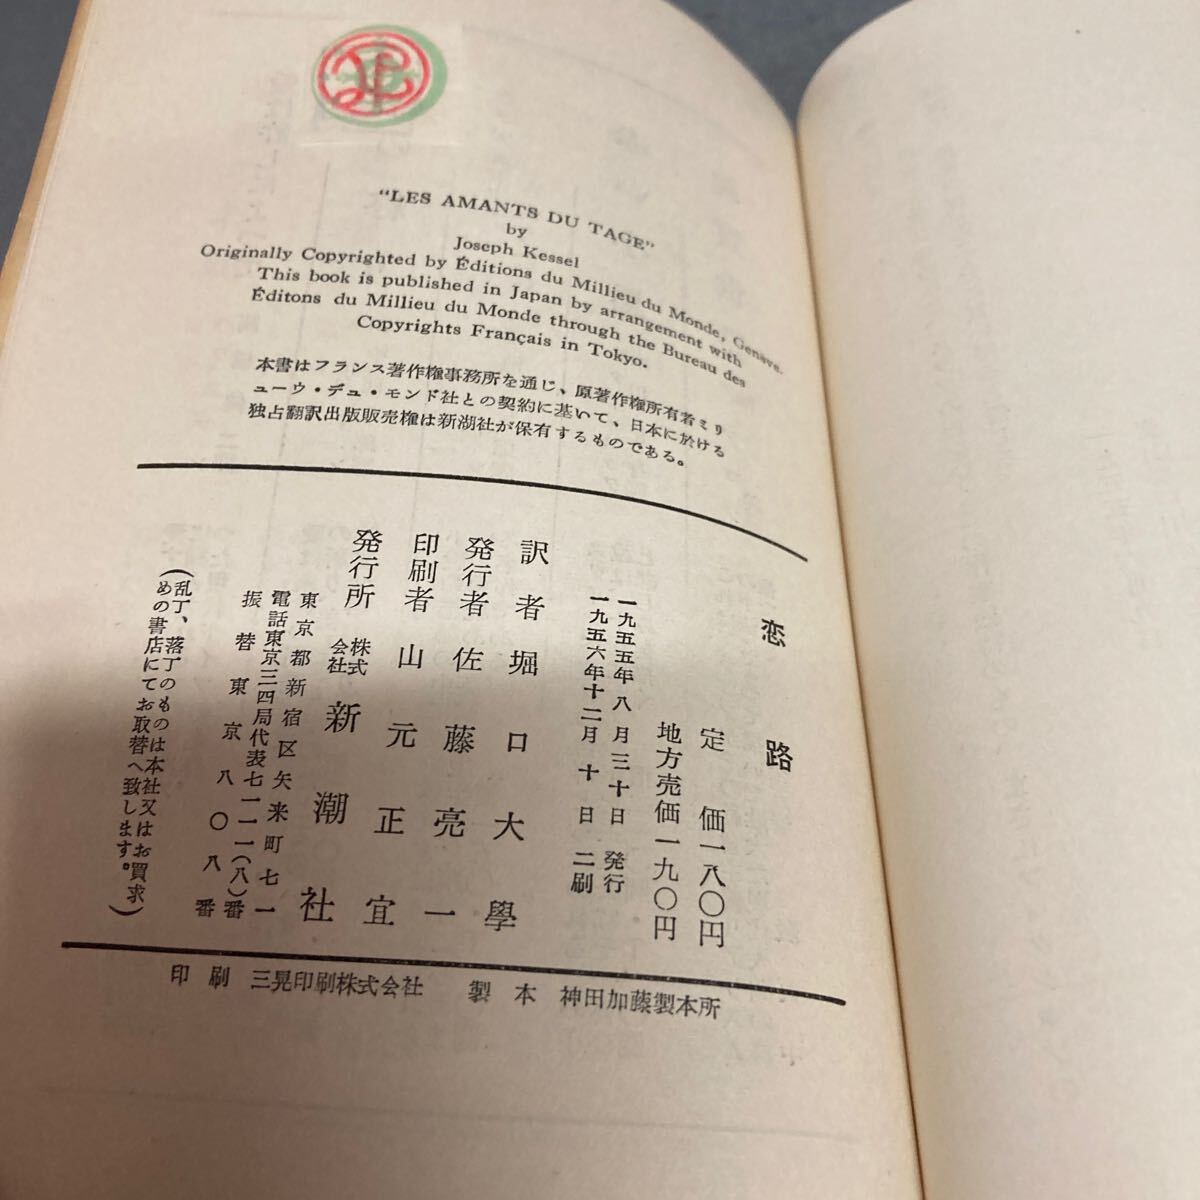 "LES AMANTS DU TAGE"
by
Joseph Kessel
Originally Copyrighted by Éditions du Millieu du Monde, Genève.
This book is published in Japan by arrangement with
Éditons du Millieu du Monde through the Bureau des
Copyrights Français in Tokyo.
本書はフランス著作権事務所を通じ、原著作権所有者ミリ
ューウ・デュ・モンド社との契約に基いて、日本に於ける
独占翻訳出版販売権は新潮社が保有するものである。
恋路
定価一八〇円
地方売価一九〇円
一九五五年八月三十日発行
一九五六年十二月十日二刷
訳者堀口大學
発行者佐藤亮一
印刷者山元正宜
発行所株式会社新潮社
東京都新宿区矢来町七一
電話東京三四局代表七一一一(八)番
振替東京八〇八番
(乱丁、落丁のものは本社又はお買求
めの書店にてお取替へ致します。)
印刷 三晃印刷株式会社 製本 神田加藤製本所